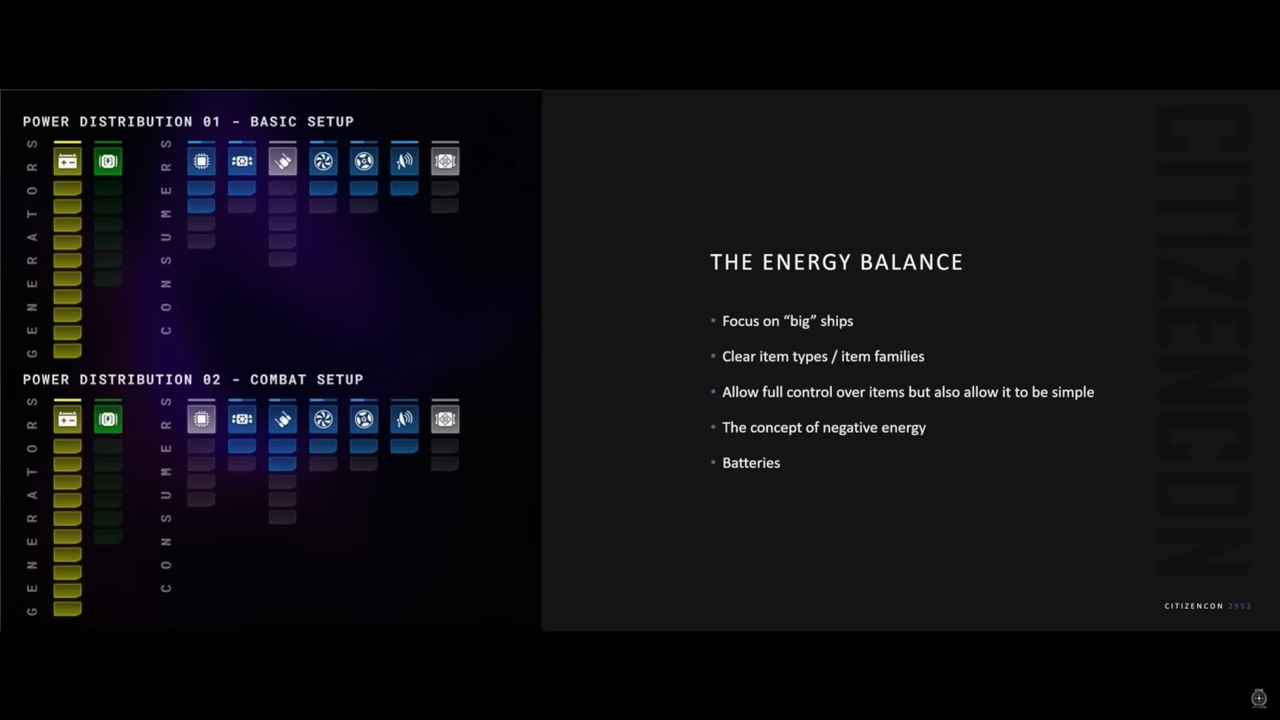 POWER DISTRIBUTION 01 - BASIC SETUP
GENERATORS
CONSUMERS
POWER DISTRIBUTION 02 - COMBAT SETUP
GENERATORS
CONSUMERS
THE ENERGY BALANCE
• Focus on “big” ships
• Clear item types / item families
• Allow full control over items but also allow it to be simple
• The concept of negative energy
• Batteries
CITIZENCON
CITIZENCON 2953